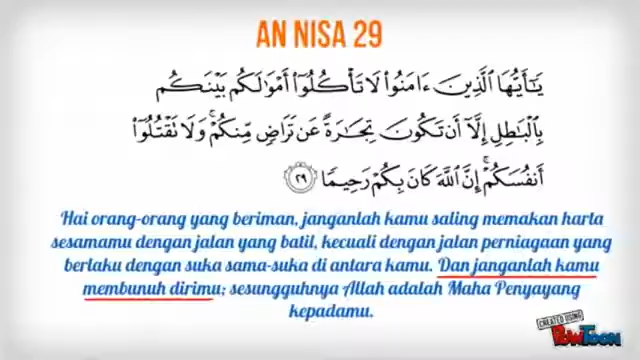 AN NISA 29
يَٰٓأَيُّهَا ٱلَّذِينَ ءَامَنُوا۟ لَا تَأْكُلُوٓا۟ أَمْوَٰلَكُم بَيْنَكُم
بِٱلْبَٰطِلِ إِلَّآ أَن تَكُونَ تِجَٰرَةً عَن تَرَاضٍ مِّنكُمْ ۚ وَلَا تَقْتُلُوٓا۟
أَنفُسَكُمْ ۚ إِنَّ ٱللَّهَ كَانَ بِكُمْ رَحِيمًا ٢٩
Hai orang-orang yang beriman, janganlah kamu saling memakan harta
sesamamu dengan jalan yang batil, kecuali dengan jalan perniagaan yang
berlaku dengan suka sama-suka di antara kamu. Dan janganlah kamu
membunuh dirimu; sesungguhnya Allah adalah Maha Penyayang
kepadamu.
CREATED USING
POWTOON